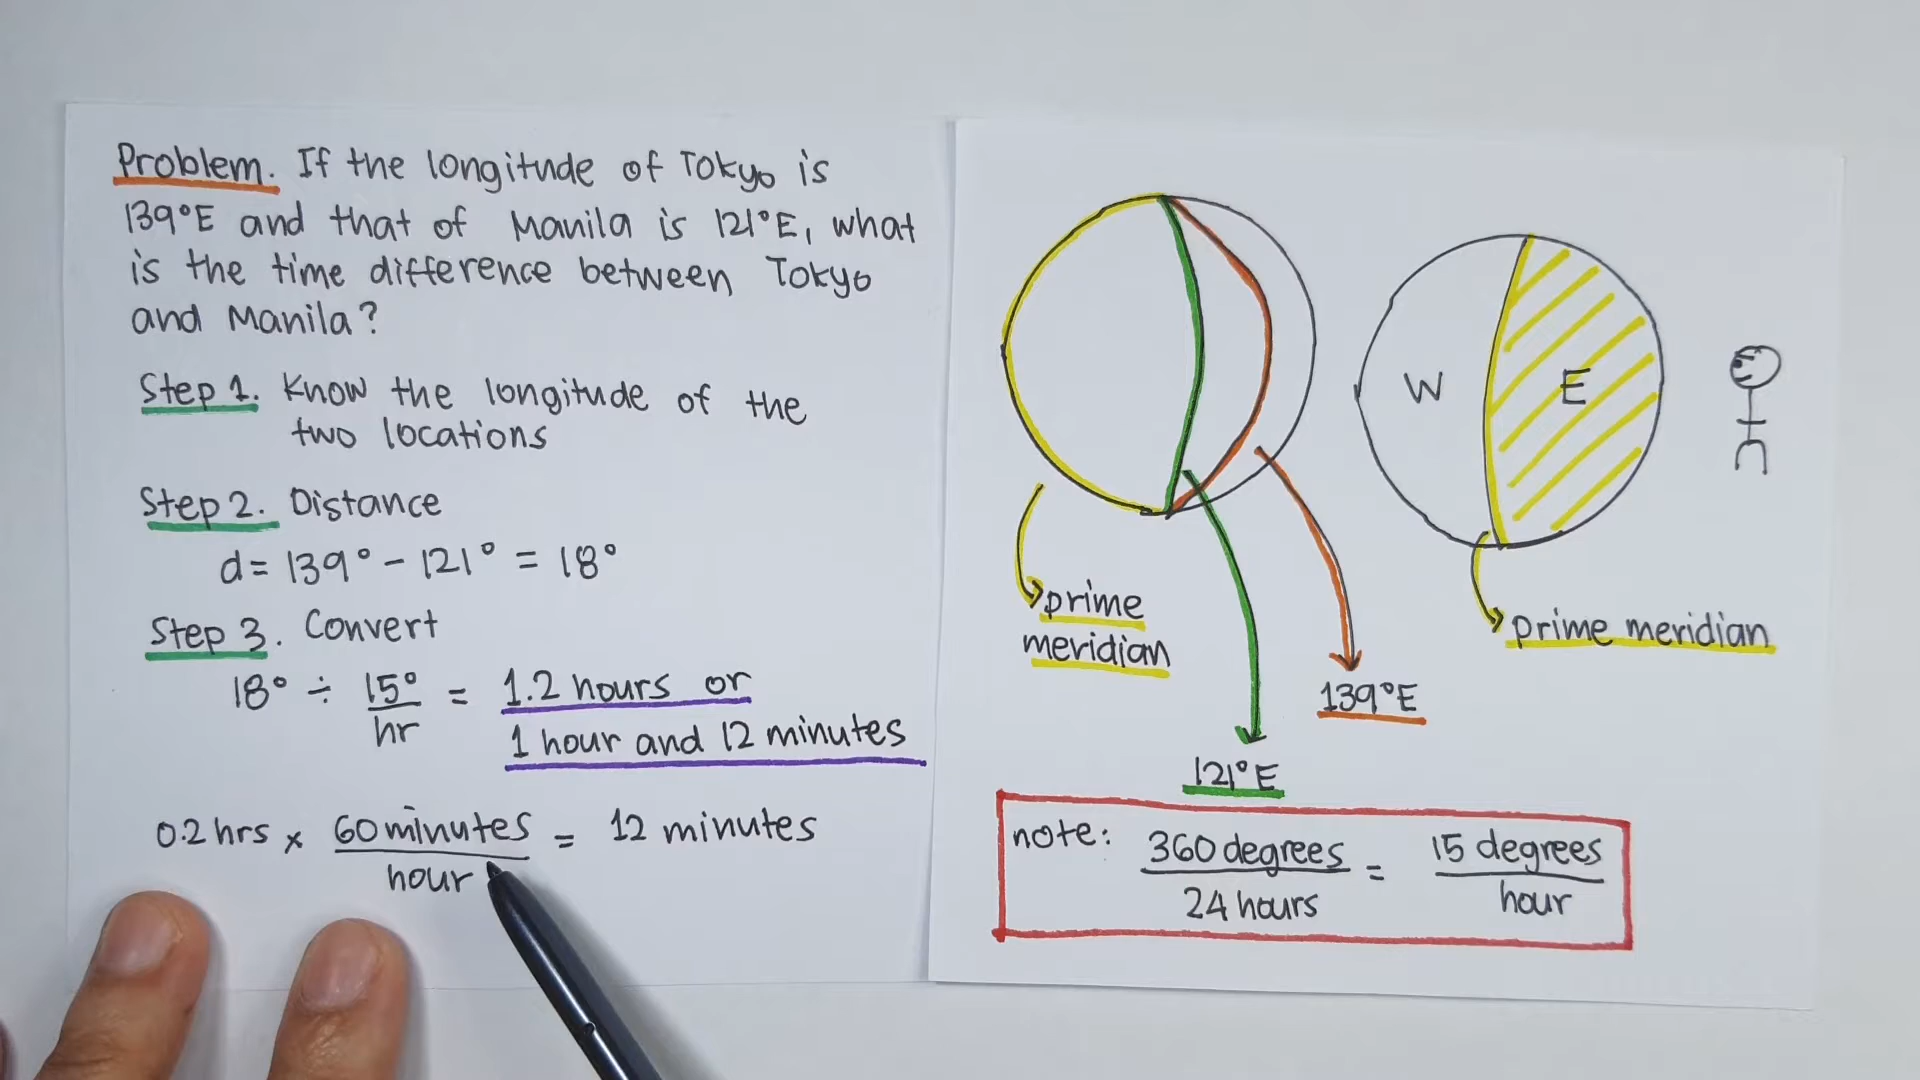 Problem. If the longitude of Tokyo is
139°E and that of Manila is 121°E, what
is the time difference between Tokyo
and Manila?
Step 1. Know the longitude of the
two locations
Step 2. Distance
d = 139° - 121° = 18°
Step 3. Convert
18° ÷ 15°/hr = 1.2 hours or
1 hour and 12 minutes
0.2 hrs x 60 minutes/hour = 12 minutes
W E
prime
meridian
prime meridian
139°E
121°E
note: 360 degrees/24 hours = 15 degrees/hour